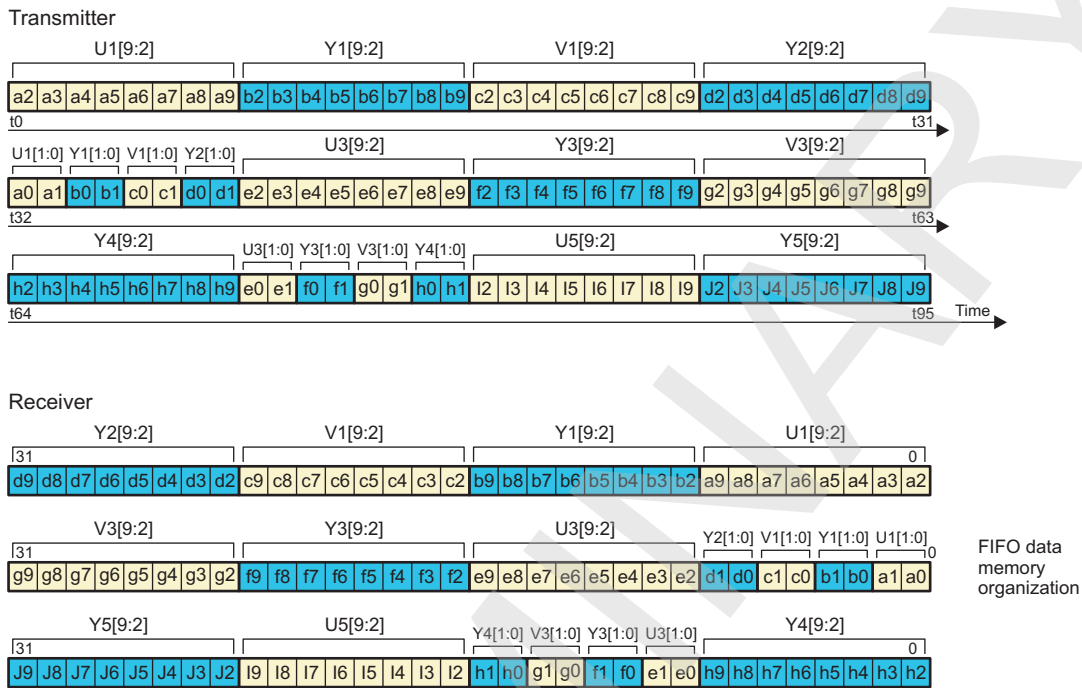 Transmitter
U1[9:2] Y1[9:2] V1[9:2] Y2[9:2]
a2 a3 a4 a5 a6 a7 a8 a9 b2 b3 b4 b5 b6 b7 b8 b9 c2 c3 c4 c5 c6 c7 c8 c9 d2 d3 d4 d5 d6 d7 d8 d9
t0 t31
U1[1:0] Y1[1:0] V1[1:0] Y2[1:0] U3[9:2] Y3[9:2] V3[9:2]
a0 a1 b0 b1 c0 c1 d0 d1 e2 e3 e4 e5 e6 e7 e8 e9 f2 f3 f4 f5 f6 f7 f8 f9 g2 g3 g4 g5 g6 g7 g8 g9
t32 t63
Y4[9:2] U3[1:0] Y3[1:0] V3[1:0] Y4[1:0] U5[9:2] Y5[9:2]
h2 h3 h4 h5 h6 h7 h8 h9 e0 e1 f0 f1 g0 g1 h0 h1 I2 I3 I4 I5 I6 I7 I8 I9 J2 J3 J4 J5 J6 J7 J8 J9
t64 t95 Time
Receiver
Y2[9:2] V1[9:2] Y1[9:2] U1[9:2]
31 0
d9 d8 d7 d6 d5 d4 d3 d2 c9 c8 c7 c6 c5 c4 c3 c2 b9 b8 b7 b6 b5 b4 b3 b2 a9 a8 a7 a6 a5 a4 a3 a2
V3[9:2] Y3[9:2] U3[9:2] Y2[1:0] V1[1:0] Y1[1:0] U1[1:0]
31 0
g9 g8 g7 g6 g5 g4 g3 g2 f9 f8 f7 f6 f5 f4 f3 f2 e9 e8 e7 e6 e5 e4 e3 e2 d1 d0 c1 c0 b1 b0 a1 a0
FIFO data
memory
organization
Y5[9:2] U5[9:2] Y4[1:0] V3[1:0] Y3[1:0] U3[1:0] Y4[9:2]
31 0
J9 J8 J7 J6 J5 J4 J3 J2 I9 I8 I7 I6 I5 I4 I3 I2 h1 h0 g1 g0 f1 f0 e1 e0 h9 h8 h7 h6 h5 h4 h3 h2